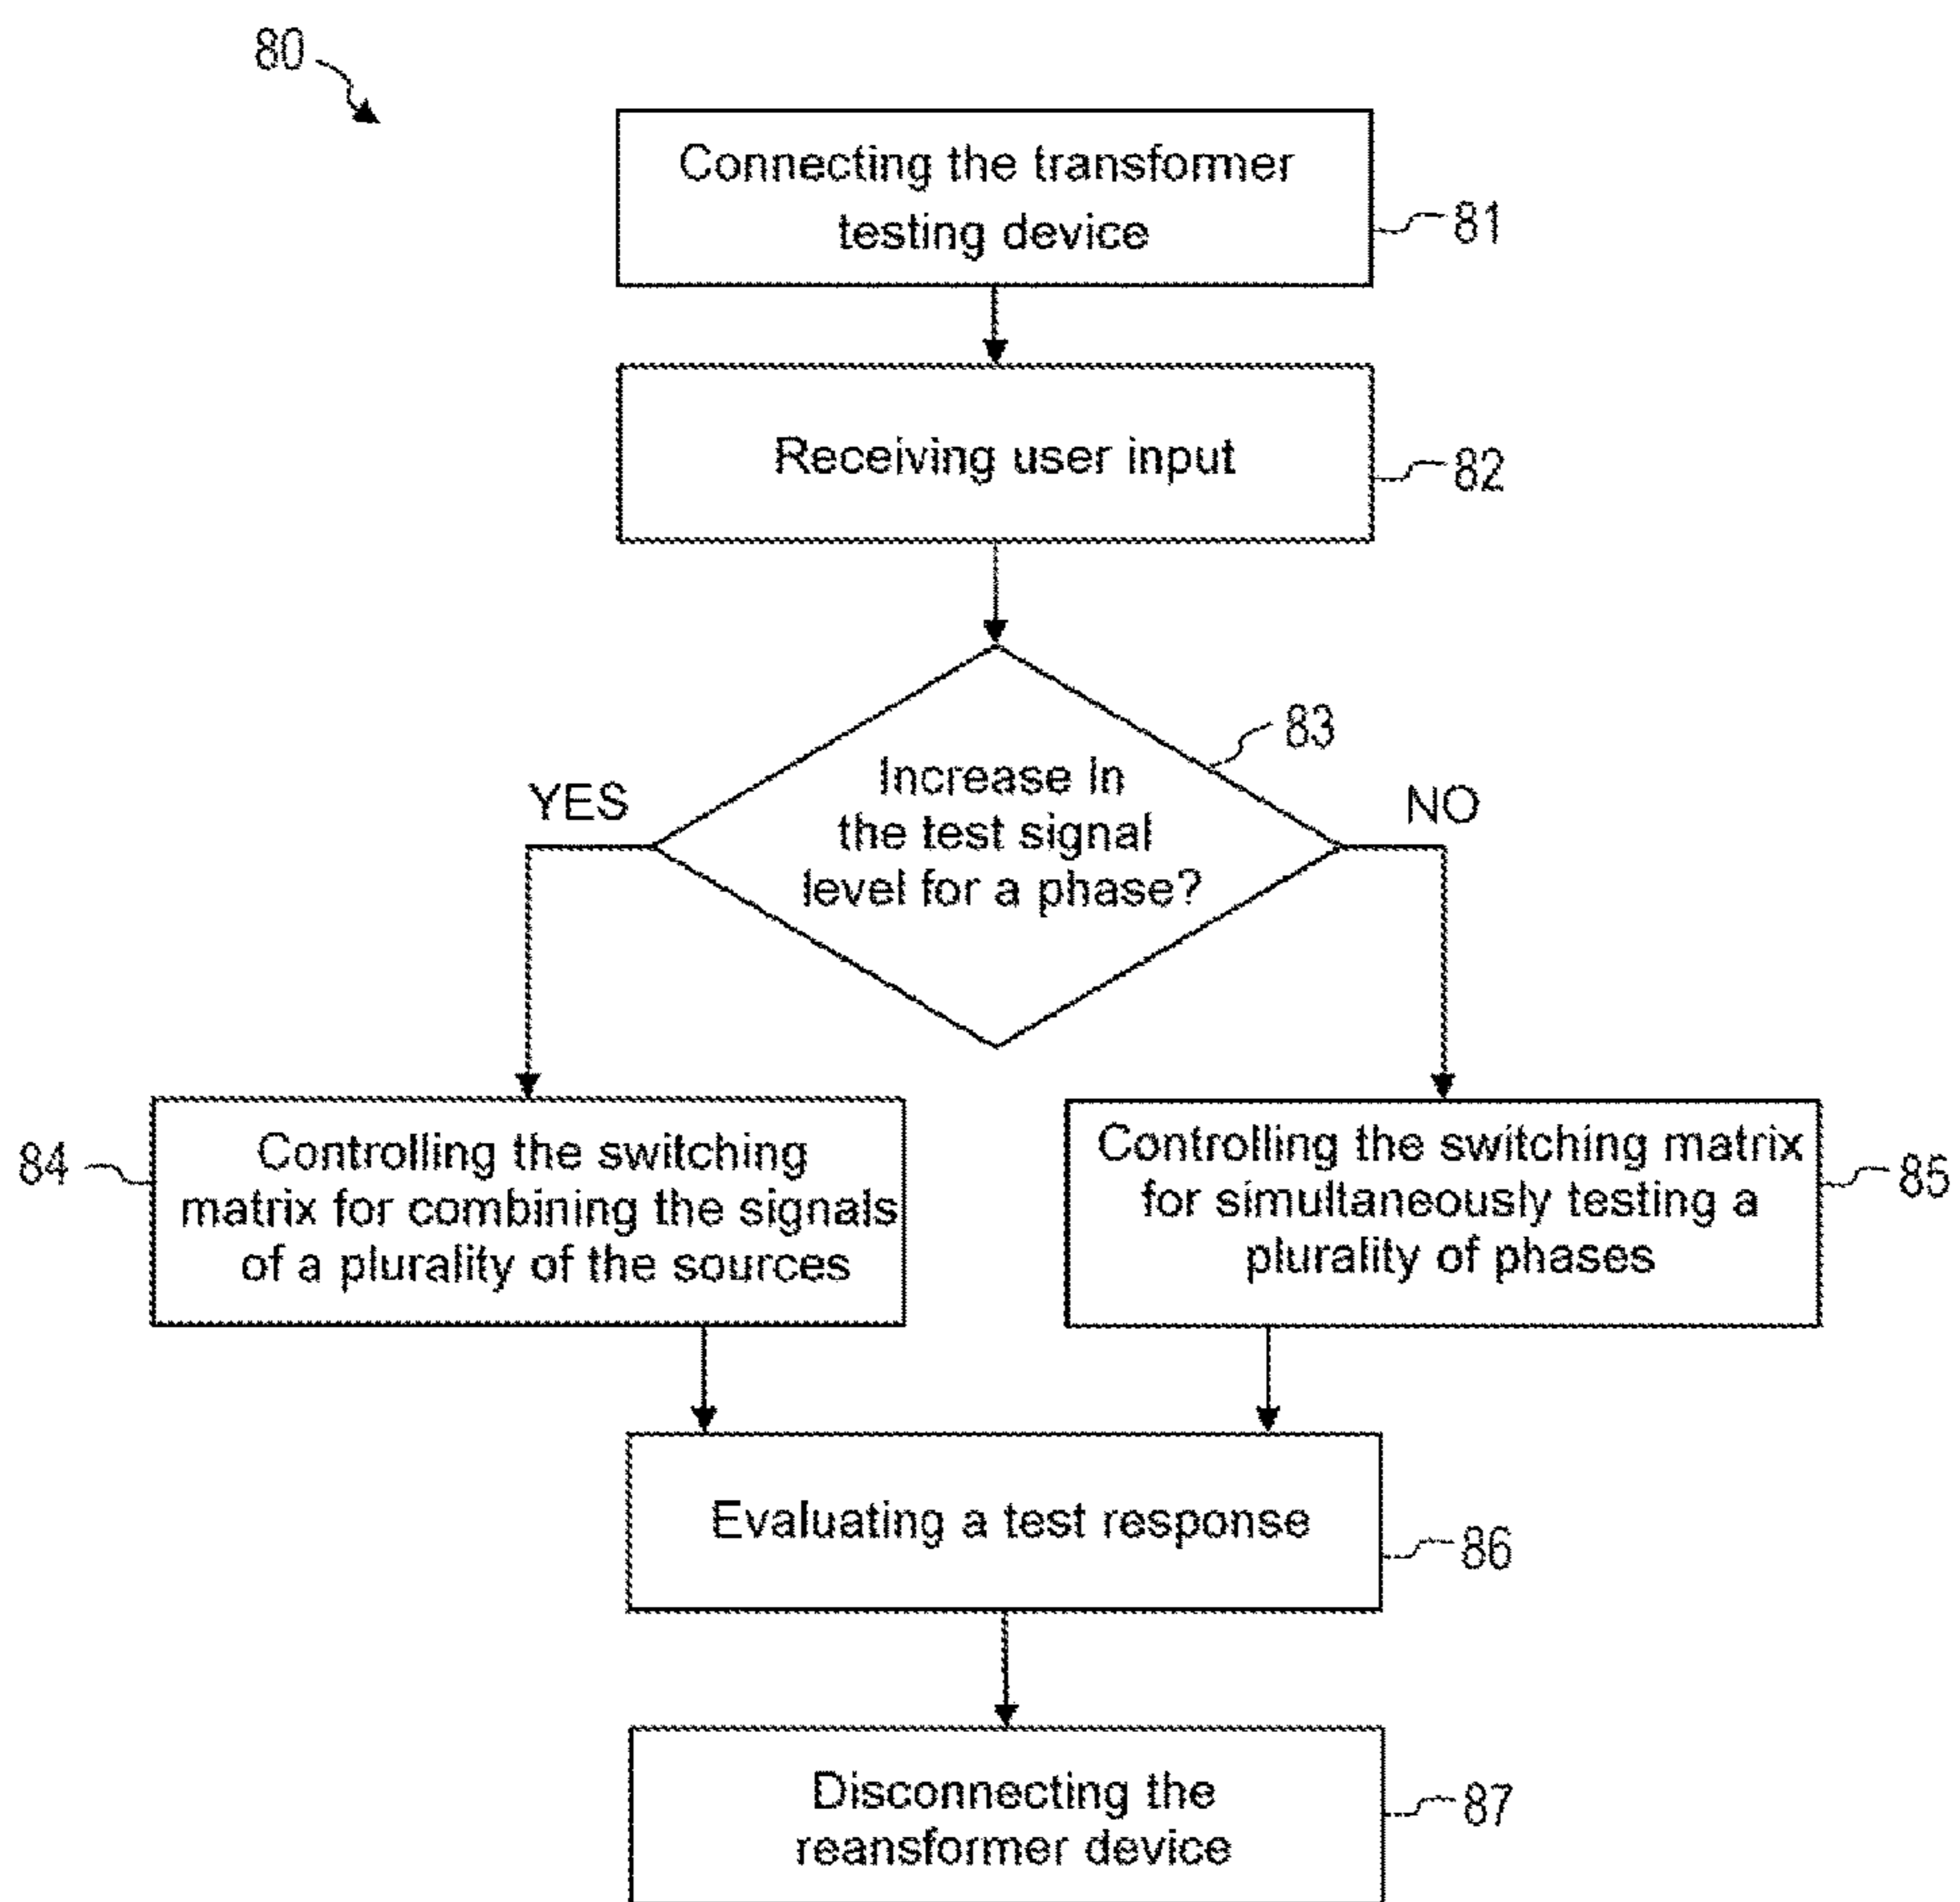 80
Connecting the transformer
testing device
81
Receiving user input
82
83
Increase In
the test signal
level for a phase?
YES
NO
84
Controlling the switching
matrix for combining the signals
of a plurality of the sources
Controlling the switching matrix
for simultaneously testing a
plurality of phases
85
Evaluating a test response
86
Disconnecting the
reansformer device
87